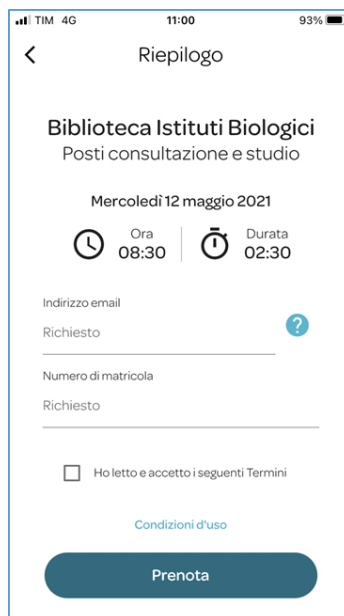 TIM 4G 11:00 93%
Riepilogo
Biblioteca Istituti Biologici
Posti consultazione e studio
Mercoledì 12 maggio 2021
Ora Durata
08:30 02:30
Indirizzo email
Richiesto ?
Numero di matricola
Richiesto
Ho letto e accetto i seguenti Termini
Condizioni d'uso
Prenota